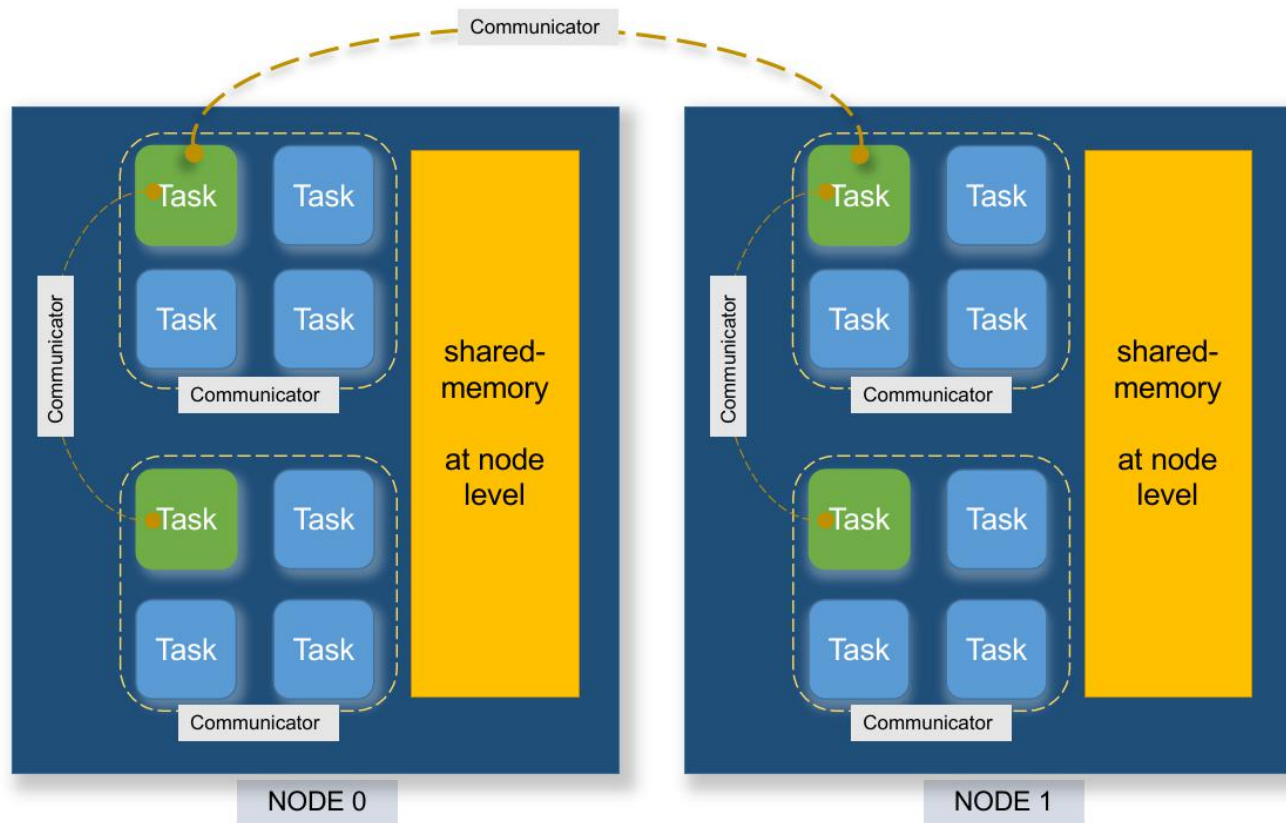 Communicator
Task Task
Task Task
Communicator
Communicator
Task Task
Task Task
Communicator
shared-
memory
at node
level
NODE 0
Task Task
Task Task
Communicator
Communicator
Task Task
Task Task
Communicator
shared-
memory
at node
level
NODE 1